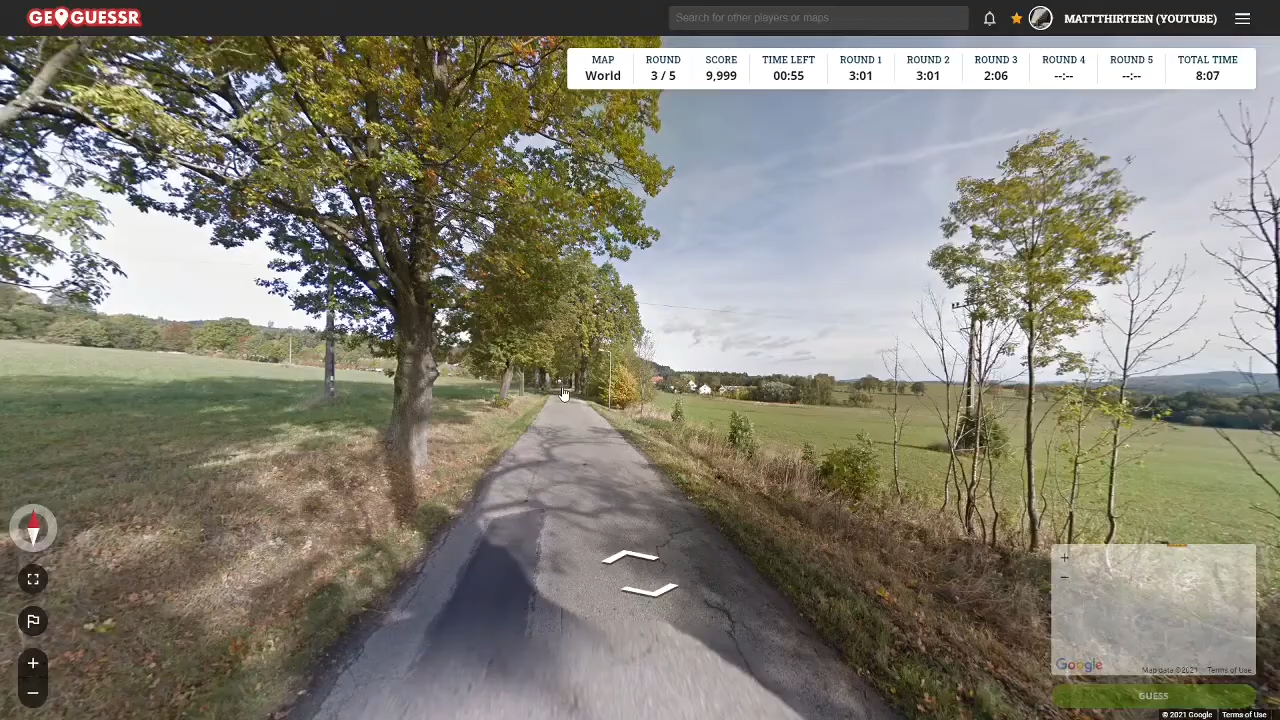 GEOGUESSR
Search for other players or maps
MATTTHIRTEEN (YOUTUBE)
MAP ROUND SCORE TIME LEFT ROUND 1 ROUND 2 ROUND 3 ROUND 4 ROUND 5 TOTAL TIME
World 3 / 5 9,999 00:55 3:01 3:01 2:06 --:-- --:-- 8:07
+
−
+
−
Google Map data ©2021 Terms of Use
GUESS
© 2021 Google Terms of Use